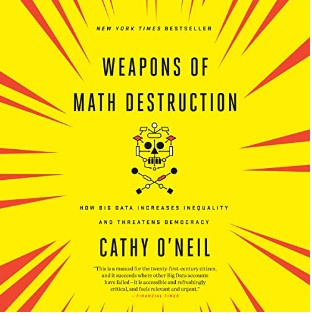 NEW YORK TIMES BESTSELLER
WEAPONS OF
MATH DESTRUCTION
HOW BIG DATA INCREASES INEQUALITY
AND THREATENS DEMOCRACY
CATHY O'NEIL
"This is a manual for the twenty-first-century citizen,
and it succeeds where other Big Data accounts
have failed—it is accessible and refreshingly
critical, and feels relevant and urgent."
— FINANCIAL TIMES